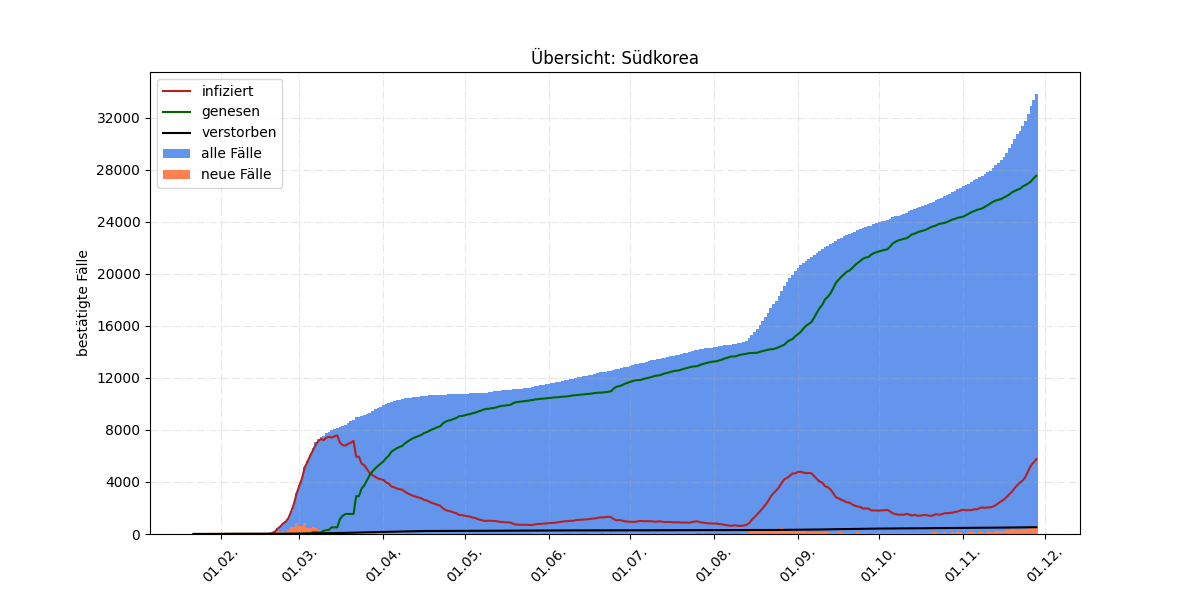 Übersicht: Südkorea
infiziert
genesen
verstorben
alle Fälle
neue Fälle
bestätigte Fälle
32000
28000
24000
20000
16000
12000
8000
4000
0
01.02. 01.03. 01.04. 01.05. 01.06. 01.07. 01.08. 01.09. 01.10. 01.11. 01.12.